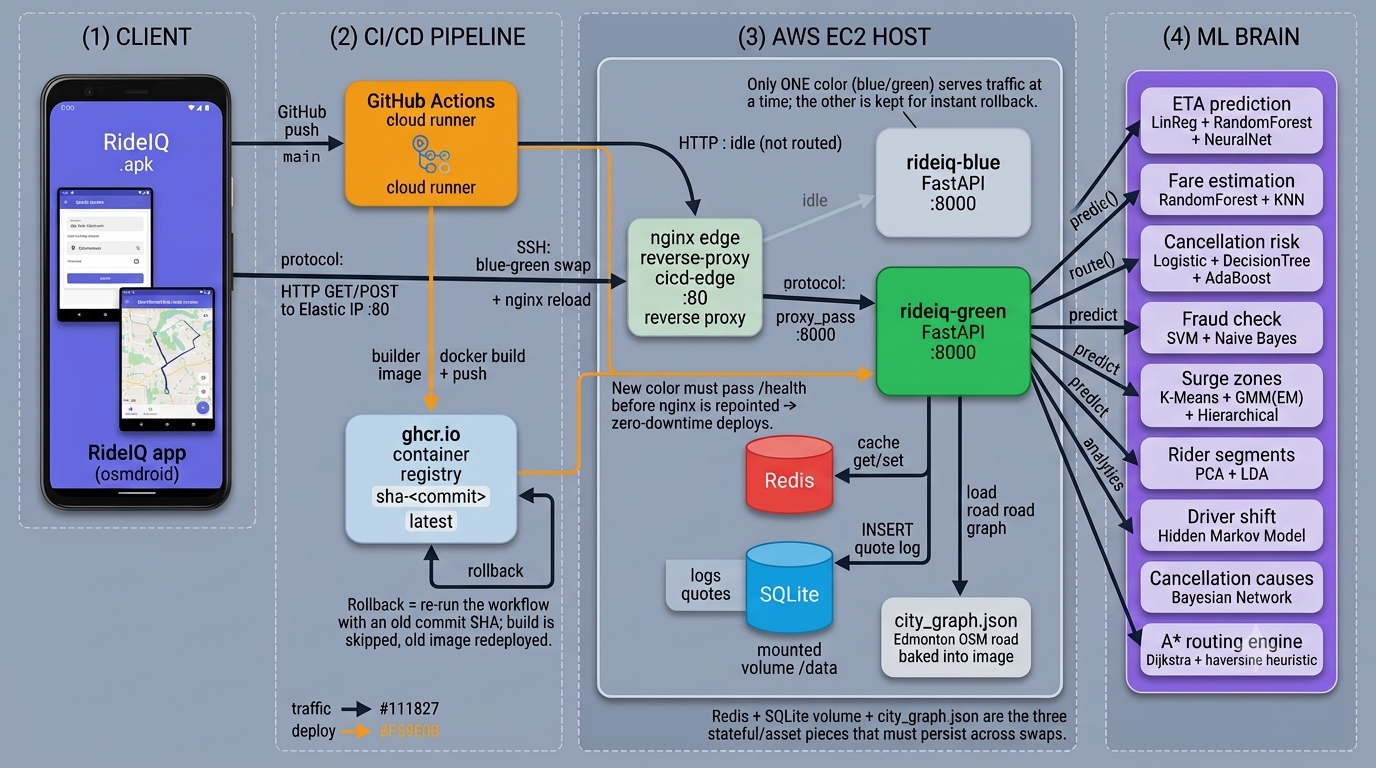 (1) CLIENT
RideIQ
.apk
RideIQ app
(osmdroid)
(2) CI/CD PIPELINE
GitHub
push
main
GitHub Actions
cloud runner
cloud runner
protocol:
HTTP GET/POST
to Elastic IP :80
SSH:
blue-green swap
+ nginx reload
builder
image
docker build
+ push
ghcr.io
container
registry
sha-<commit>
latest
rollback
Rollback = re-run the workflow
with an old commit SHA; build is
skipped, old image redeployed.
traffic
#111827
deploy
#F59E0B
(3) AWS EC2 HOST
Only ONE color (blue/green) serves traffic at
a time; the other is kept for instant rollback.
HTTP : idle (not routed)
rideiq-blue
FastAPI
:8000
idle
nginx edge
reverse-proxy
cicd-edge
:80
reverse proxy
protocol:
proxy_pass
:8000
rideiq-green
FastAPI
:8000
New color must pass /health
before nginx is repointed →
zero-downtime deploys.
Redis
cache
get/set
INSERT
quote log
load
road road
graph
logs
quotes
SQLite
mounted
volume /data
city_graph.json
Edmonton OSM road
baked into image
Redis + SQLite volume + city_graph.json are the three
stateful/asset pieces that must persist across swaps.
(4) ML BRAIN
predic()
route()
predict
predict
predict
ETA prediction
LinReg + RandomForest
+ NeuralNet
Fare estimation
RandomForest + KNN
Cancellation risk
Logistic + DecisionTree
+ AdaBoost
Fraud check
SVM + Naive Bayes
Surge zones
K-Means + GMM(EM)
+ Hierarchical
Rider segments
PCA + LDA
Driver shift
Hidden Markov Model
Cancellation causes
Bayesian Network
A* routing engine
Dijkstra + haversine heuristic